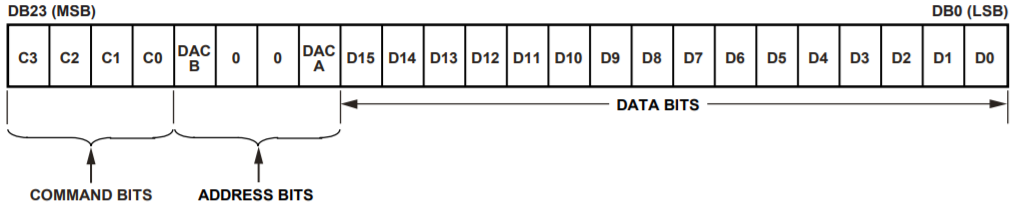 DB23 (MSB) DB0 (LSB)
C3 C2 C1 C0 DAC B 0 0 DAC A D15 D14 D13 D12 D11 D10 D9 D8 D7 D6 D5 D4 D3 D2 D1 D0
DATA BITS
COMMAND BITS ADDRESS BITS